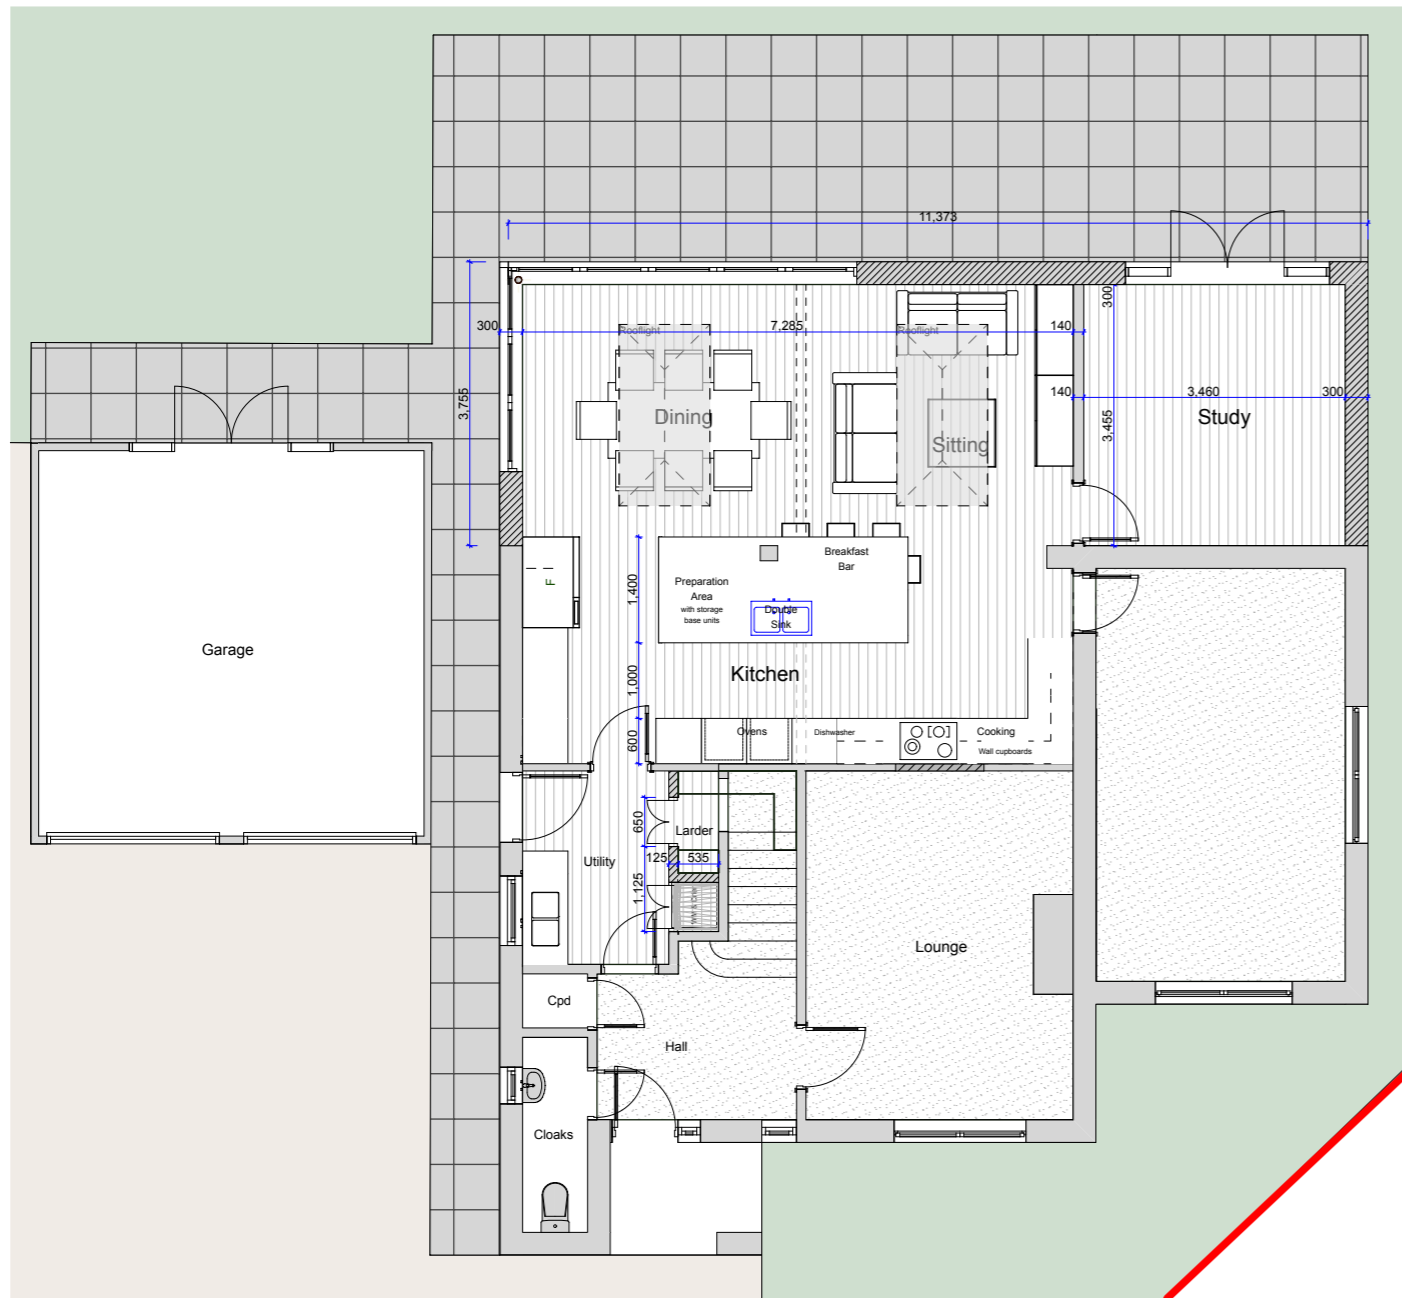 11,373
300
Rooflight
7,285
Rooflight
140
300
3,755
140
3,460
300
Dining
Sitting
3,455
Study
Breakfast
Bar
F
1,400
Preparation
Area
with storage
base units
Double
Sink
Garage
1,000
Kitchen
600
Ovens
Dishwasher
Cooking
Wall cupboards
650
Larder
125
535
Utility
1,125
Lounge
Cpd
Hall
Cloaks